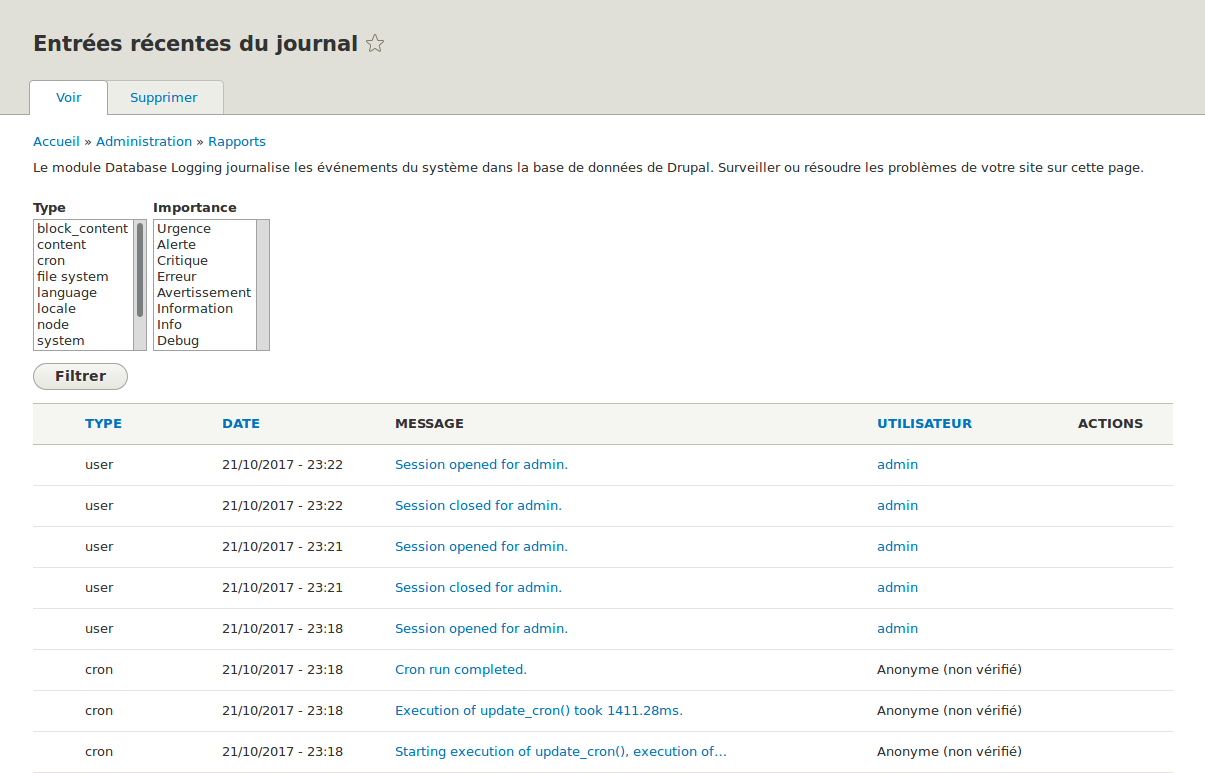 Entrées récentes du journal
Voir Supprimer
Accueil » Administration » Rapports
Le module Database Logging journalise les événements du système dans la base de données de Drupal. Surveiller ou résoudre les problèmes de votre site sur cette page.
Type Importance
block_content Urgence
content Alerte
cron Critique
file system Erreur
language Avertissement
locale Information
node Info
system Debug
Filtrer
TYPE DATE MESSAGE UTILISATEUR ACTIONS
user 21/10/2017 - 23:22 Session opened for admin. admin
user 21/10/2017 - 23:22 Session closed for admin. admin
user 21/10/2017 - 23:21 Session opened for admin. admin
user 21/10/2017 - 23:21 Session closed for admin. admin
user 21/10/2017 - 23:18 Session opened for admin. admin
cron 21/10/2017 - 23:18 Cron run completed. Anonyme (non vérifié)
cron 21/10/2017 - 23:18 Execution of update_cron() took 1411.28ms. Anonyme (non vérifié)
cron 21/10/2017 - 23:18 Starting execution of update_cron(), execution of… Anonyme (non vérifié)